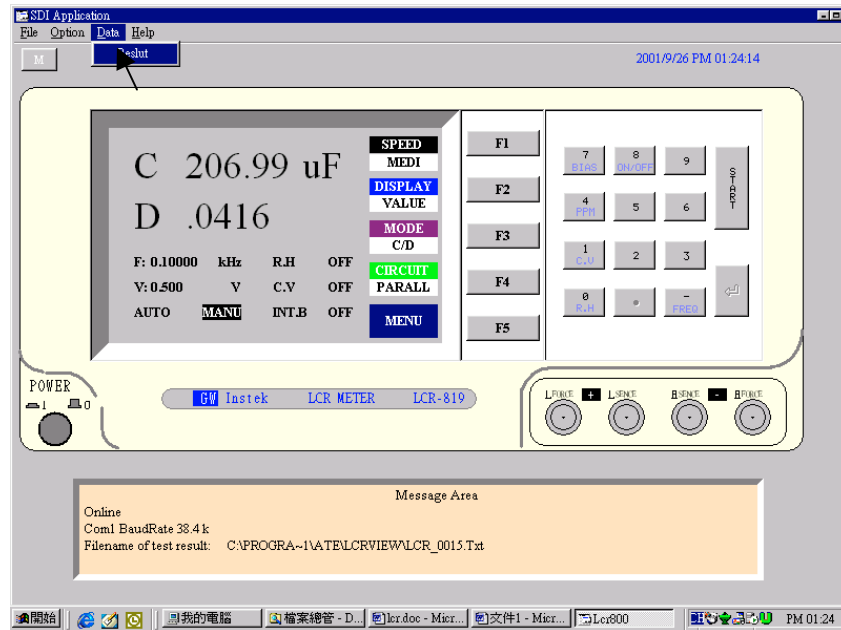 SDI Application
File Option Data Help
Reslut
M
2001/9/26 PM 01:24:14
C 206.99 uF
D .0416
F: 0.10000 kHz R.H OFF
V: 0.500 V C.V OFF
AUTO MANU INT.B OFF
SPEED
MEDI
DISPLAY
VALUE
MODE
C/D
CIRCUIT
PARALL
MENU
F1
F2
F3
F4
F5
7 BIAS
8 ON/OFF
9
START
4 PPM
5
6
1 C.V
2
3
0 R.H
•
- FREQ
POWER
1 0
GW Instek LCR METER LCR-819
LFORCE + LSENCE HSENCE - HFORCE
Message Area
Online
Com1 BaudRate 38.4 k
Filename of test result: C:\PROGRA~1\ATE\LCRVIEW\LCR_0015.Txt
開始 我的電腦 檔案總管 - D... lcr.doc - Micr... 文件1 - Micr... Lcr800 PM 01:24